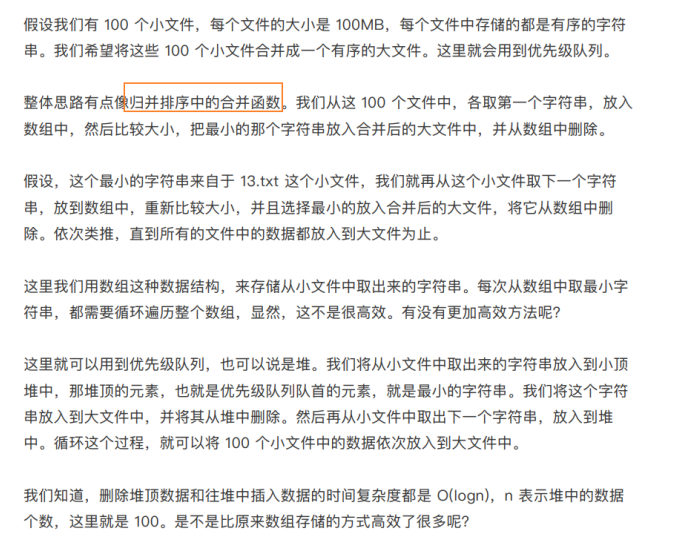 假设我们有 100 个小文件，每个文件的大小是 100MB，每个文件中存储的都是有序的字符
串。我们希望将这些 100 个小文件合并成一个有序的大文件。这里就会用到优先级队列。
整体思路有点像归并排序中的合并函数。我们从这 100 个文件中，各取第一个字符串，放入
数组中，然后比较大小，把最小的那个字符串放入合并后的大文件中，并从数组中删除。
假设，这个最小的字符串来自于 13.txt 这个小文件，我们就再从这个小文件取下一个字符
串，放到数组中，重新比较大小，并且选择最小的放入合并后的大文件，将它从数组中删
除。依次类推，直到所有的文件中的数据都放入到大文件为止。
这里我们用数组这种数据结构，来存储从小文件中取出来的字符串。每次从数组中取最小字
符串，都需要循环遍历整个数组，显然，这不是很高效。有没有更加高效方法呢？
这里就可以用到优先级队列，也可以说是堆。我们将从小文件中取出来的字符串放入到小顶
堆中，那堆顶的元素，也就是优先级队列队首的元素，就是最小的字符串。我们将这个字符
串放入到大文件中，并将其从堆中删除。然后再从小文件中取出下一个字符串，放入到堆
中。循环这个过程，就可以将 100 个小文件中的数据依次放入到大文件中。
我们知道，删除堆顶数据和往堆中插入数据的时间复杂度都是 O(logn)，n 表示堆中的数据
个数，这里就是 100。是不是比原来数组存储的方式高效了很多呢？